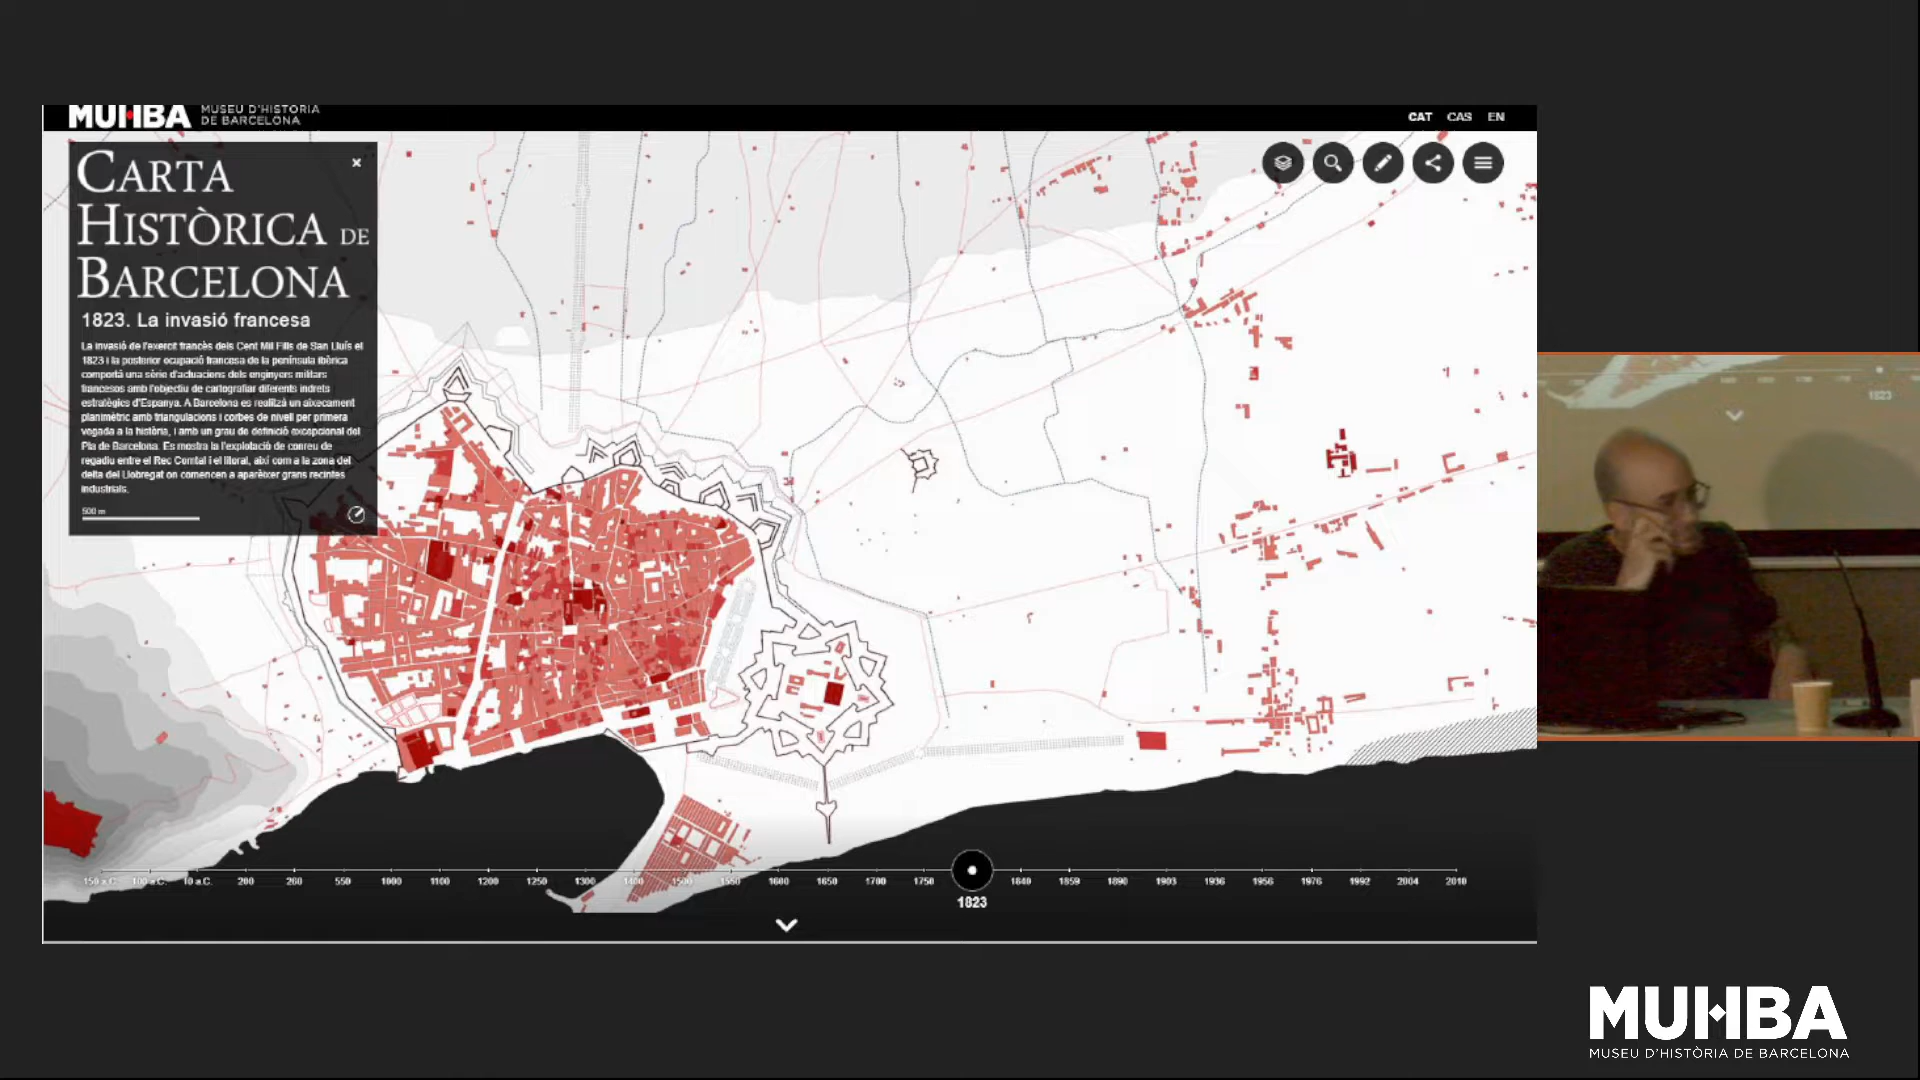 MUHBA
MUSEU D'HISTÒRIA
DE BARCELONA
CAT CAS EN
CARTA
HISTÒRICA DE
BARCELONA
1823. La invasió francesa
La invasió de l'exèrcit francès dels Cent Mil Fills de San Lluís el
1823 i la posterior ocupació francesa de la península ibèrica
comportà una sèrie d'actuacions dels enginyers militars
francesos amb l'objectiu de cartografiar diferents indrets
estratègics d'Espanya. A Barcelona es realitzà un aixecament
planimètric amb triangulacions i corbes de nivell per primera
vegada a la història, i amb un grau de definició excepcional del
Pla de Barcelona. Es mostra la l'explotació de conreu de
regadiu entre el Rec Comtal i el litoral, així com a la zona del
delta del Llobregat on comencen a aparèixer grans recintes
industrials.
500 m
150 a.C. 100 a.C. 10 a.C. 200 260 550 1000 1100 1200 1250 1300 1400 1500 1550 1600 1650 1700 1750 1840 1859 1890 1903 1936 1956 1976 1992 2004 2010
1823
1823
MUHBA
MUSEU D'HISTÒRIA DE BARCELONA